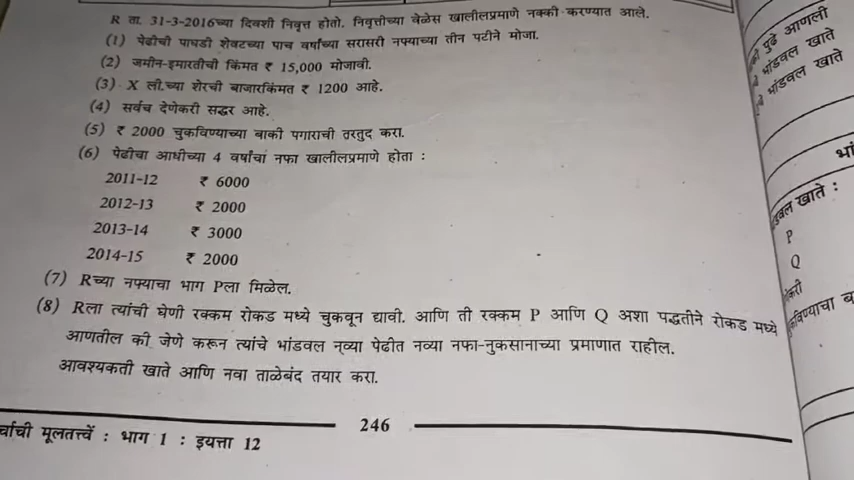 R ता. 31-3-2016च्या दिवशी निवृत्त होतो. निवृत्तीच्या वेळेस खालीलप्रमाणे नक्की करण्यात आले.
(1) पेढीची पाघडी शेवटच्या पाच वर्षांच्या सरासरी नफ्याच्या तीन पटीने मोजा.
(2) जमीन-इमारतीची किंमत ₹ 15,000 मोजावी.
(3) X ली.च्या शेरची बाजारकिंमत ₹ 1200 आहे.
(4) सर्वच देणेकरी सद्धर आहे.
(5) ₹ 2000 चुकविण्याच्या बाकी पगाराची तरतुद करा.
(6) पेढीचा आधीच्या 4 वर्षांचा नफा खालीलप्रमाणे होता :
2011-12 ₹ 6000
2012-13 ₹ 2000
2013-14 ₹ 3000
2014-15 ₹ 2000
(7) Rच्या नफ्याचा भाग Pला मिळेल.
(8) Rला त्यांची घेणी रक्कम रोकड मध्ये चुकवून द्यावी. आणि ती रक्कम P आणि Q अशा पद्धतीने रोकड मध्ये
आणतील की जेणे करून त्यांचे भांडवल नव्या पेढीत नव्या नफा-नुकसानाच्या प्रमाणात राहील.
आवश्यकती खाते आणि नवा ताळेबंद तयार करा.
246
मूलतत्त्वें : भाग 1 : इयत्ता 12
पुढे आणली
भांडवल खाते
भांडवल खाते
खाते :
P
Q